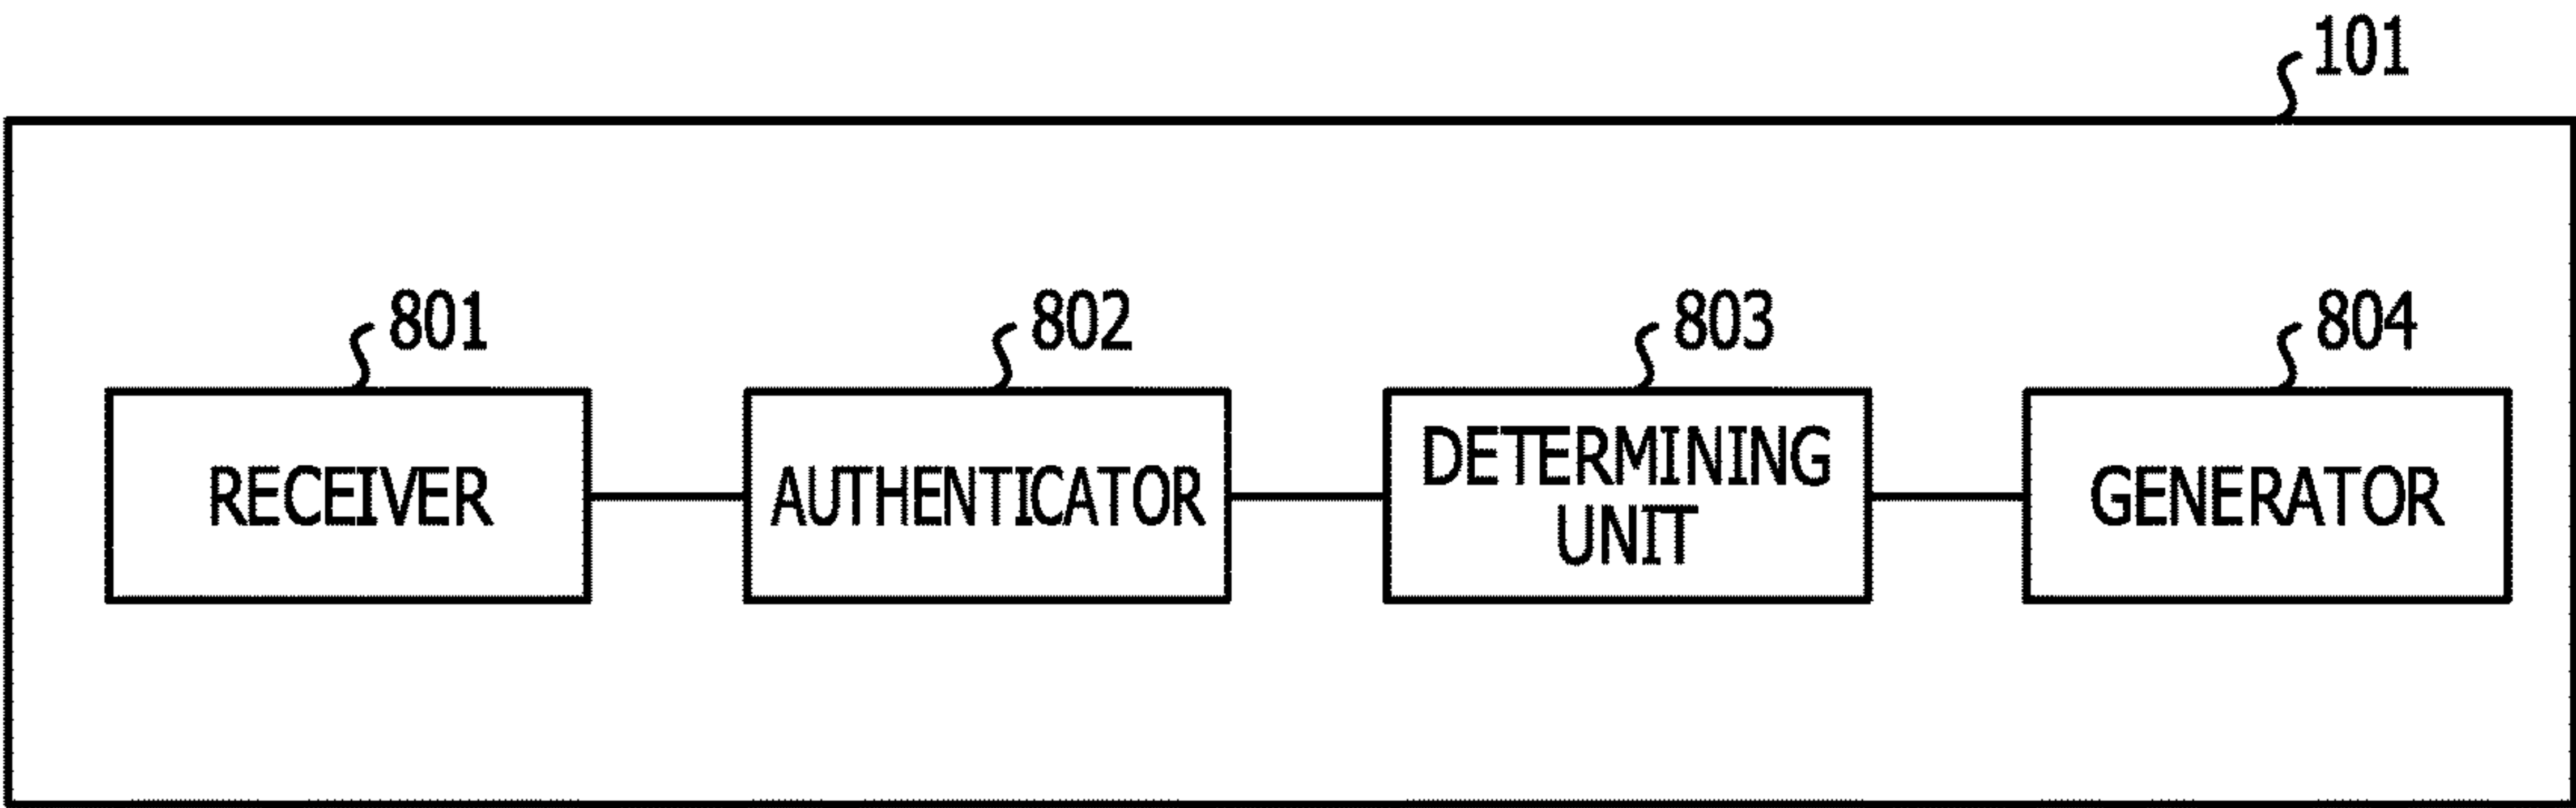 101
801
802
803
804
RECEIVER
AUTHENTICATOR
DETERMINING
UNIT
GENERATOR